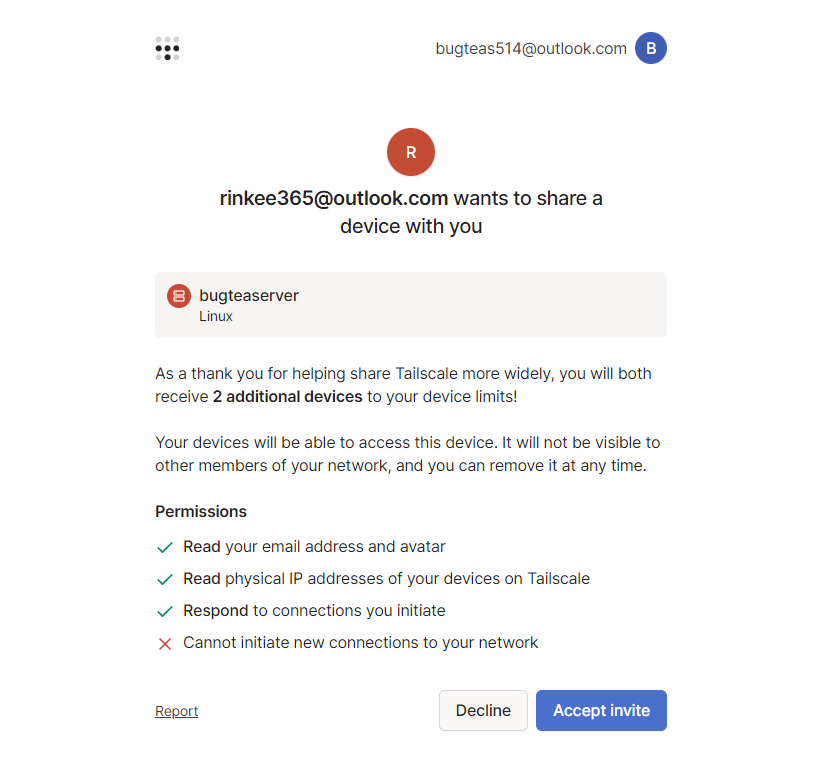 bugteas514@outlook.com B
R
rinkee365@outlook.com wants to share a
device with you
bugteaserver
Linux
As a thank you for helping share Tailscale more widely, you will both
receive 2 additional devices to your device limits!
Your devices will be able to access this device. It will not be visible to
other members of your network, and you can remove it at any time.
Permissions
Read your email address and avatar
Read physical IP addresses of your devices on Tailscale
Respond to connections you initiate
Cannot initiate new connections to your network
Report Decline Accept invite